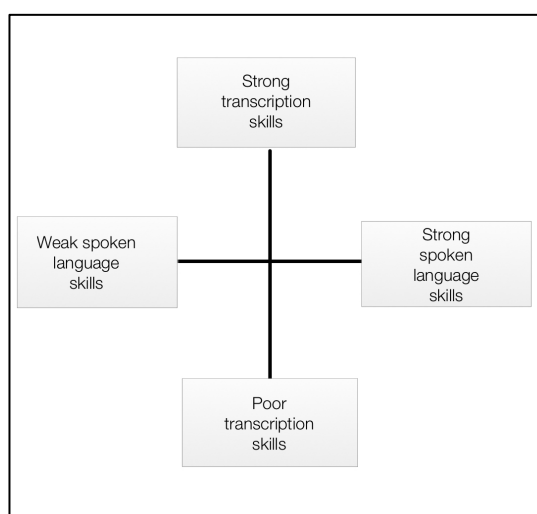 Strong
transcription
skills
Weak spoken
language
skills
Strong
spoken
language
skills
Poor
transcription
skills